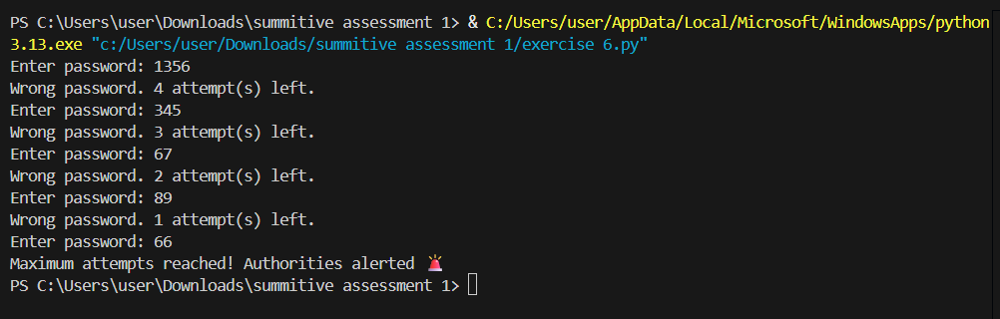 PS C:\Users\user\Downloads\summitive assessment 1> & C:/Users/user/AppData/Local/Microsoft/WindowsApps/python
3.13.exe "c:/Users/user/Downloads/summitive assessment 1/exercise 6.py"
Enter password: 1356
Wrong password. 4 attempt(s) left.
Enter password: 345
Wrong password. 3 attempt(s) left.
Enter password: 67
Wrong password. 2 attempt(s) left.
Enter password: 89
Wrong password. 1 attempt(s) left.
Enter password: 66
Maximum attempts reached! Authorities alerted 🚨
PS C:\Users\user\Downloads\summitive assessment 1>